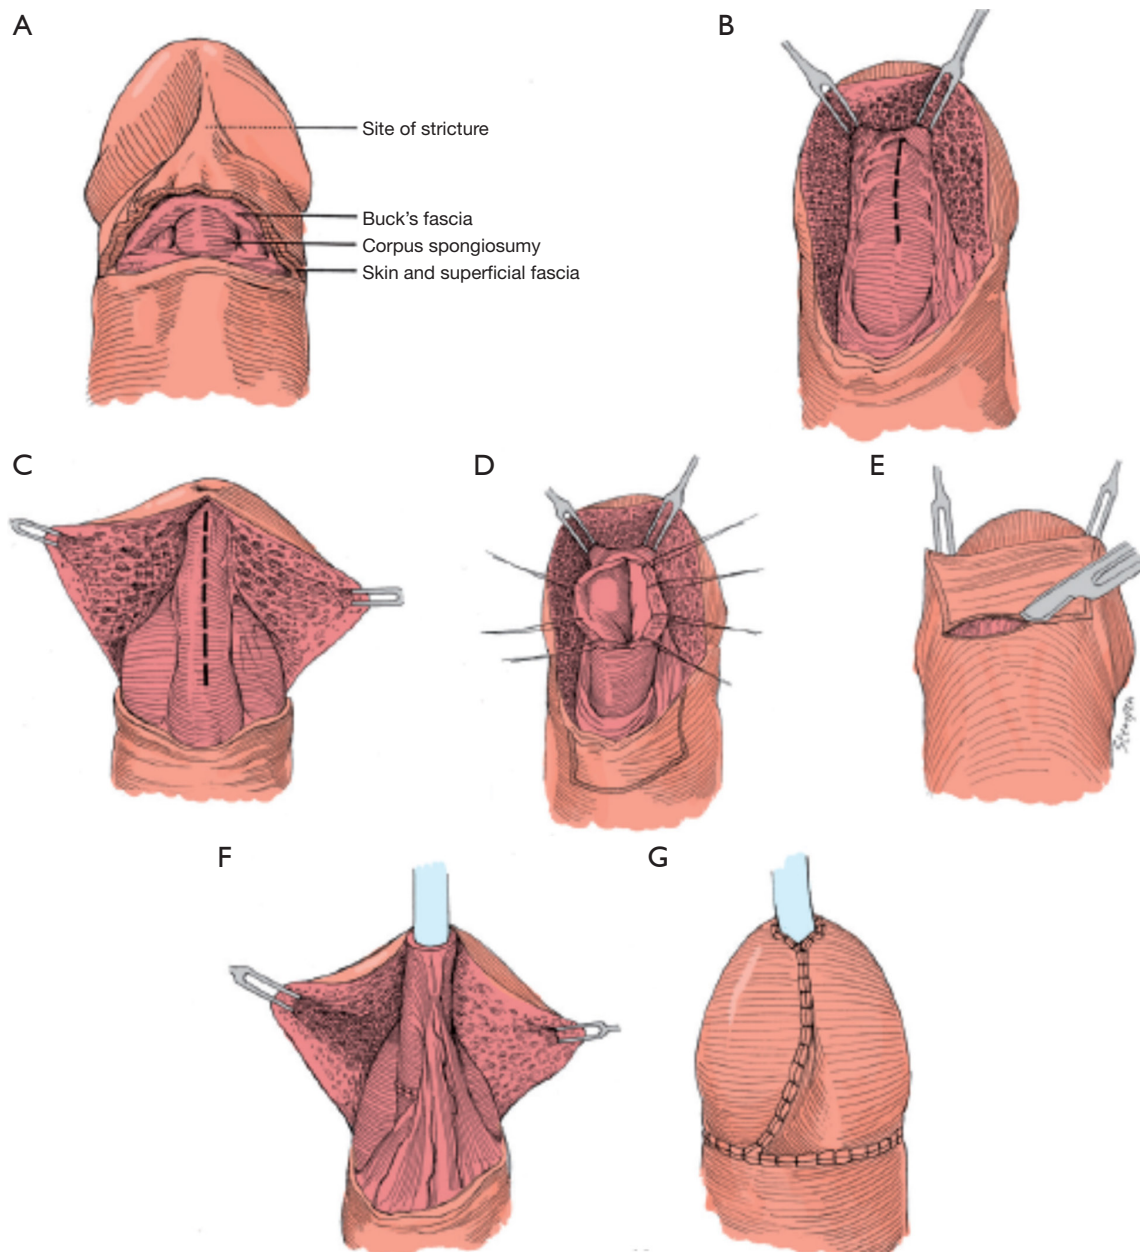 A
B
Site of stricture
Buck's fascia
Corpus spongiosumy
Skin and superficial fascia
C
D
E
F
G